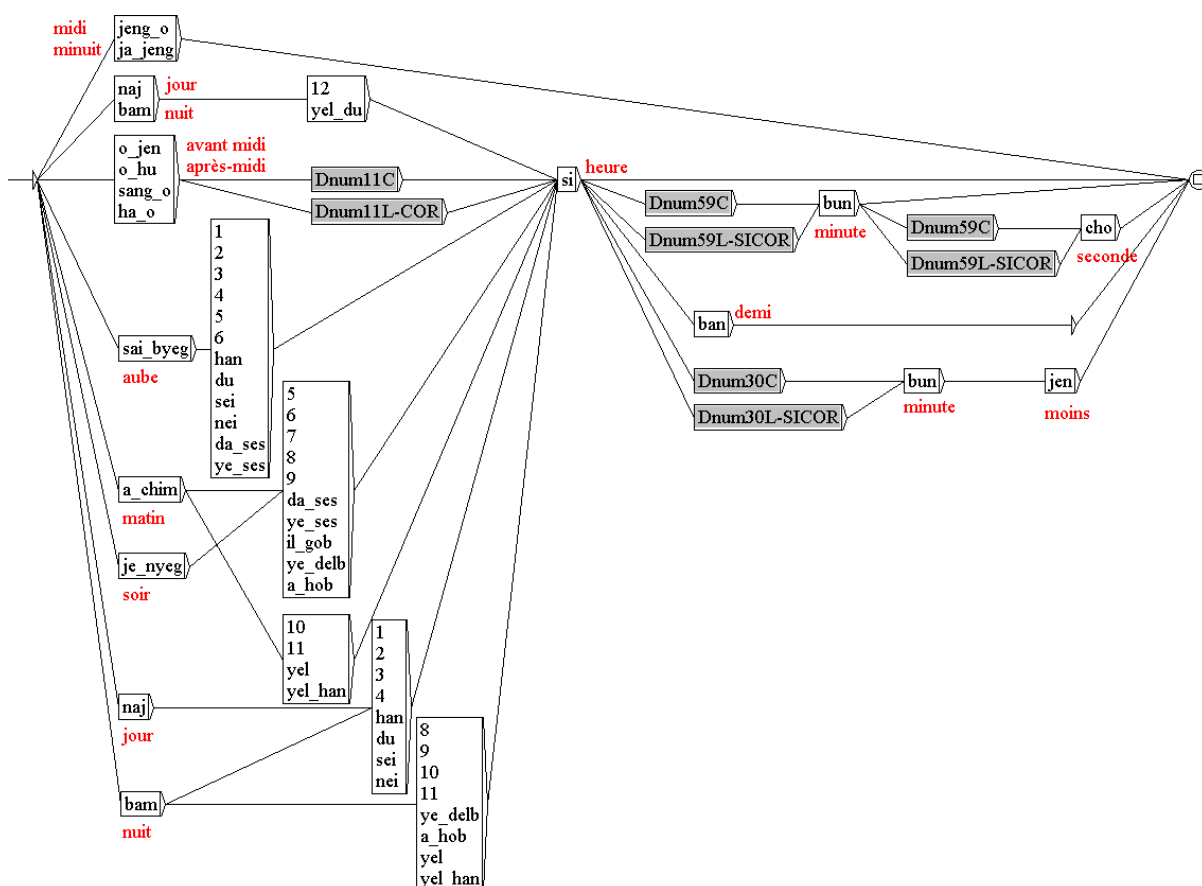 midi
minuit
jeng_o
ja_jeng
naj
bam
jour
nuit
12
yel_du
o_jen
o_hu
sang_o
ha_o
avant midi
après-midi
Dnum11C
Dnum11L-COR
si
heure
Dnum59C
Dnum59L-SICOR
bun
minute
Dnum59C
Dnum59L-SICOR
cho
seconde
ban
demi
Dnum30C
Dnum30L-SICOR
bun
minute
jen
moins
sai_byeg
aube
1
2
3
4
5
6
han
du
sei
nei
da_ses
ye_ses
a_chim
matin
je_nyeg
soir
5
6
7
8
9
da_ses
ye_ses
il_gob
ye_delb
a_hob
10
11
yel
yel_han
naj
jour
1
2
3
4
han
du
sei
nei
bam
nuit
8
9
10
11
ye_delb
a_hob
yel
yel_han